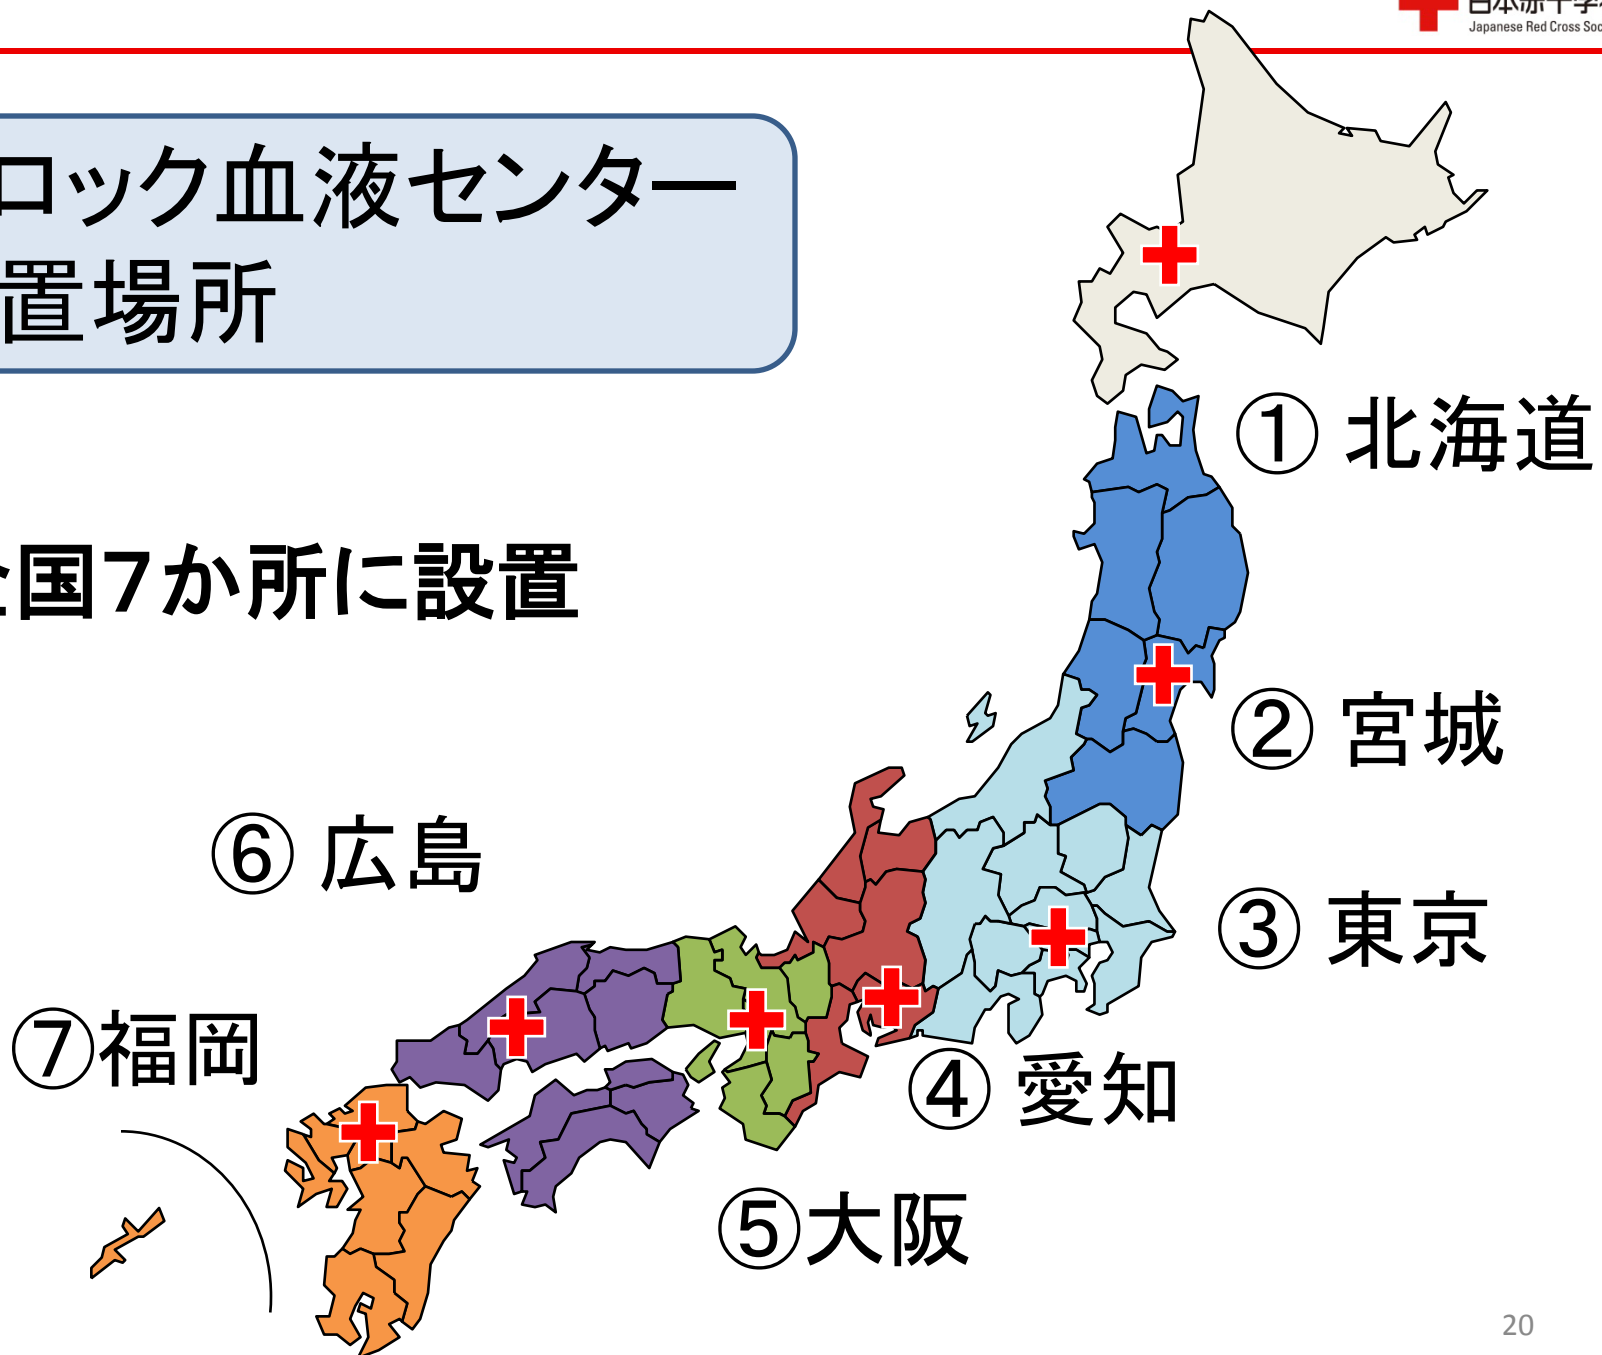 日本赤十字社
Japanese Red Cross Soc
ロック血液センター
置場所
① 北海道
全国7か所に設置
② 宮城
⑥ 広島
③ 東京
⑦福岡
④ 愛知
⑤大阪
20